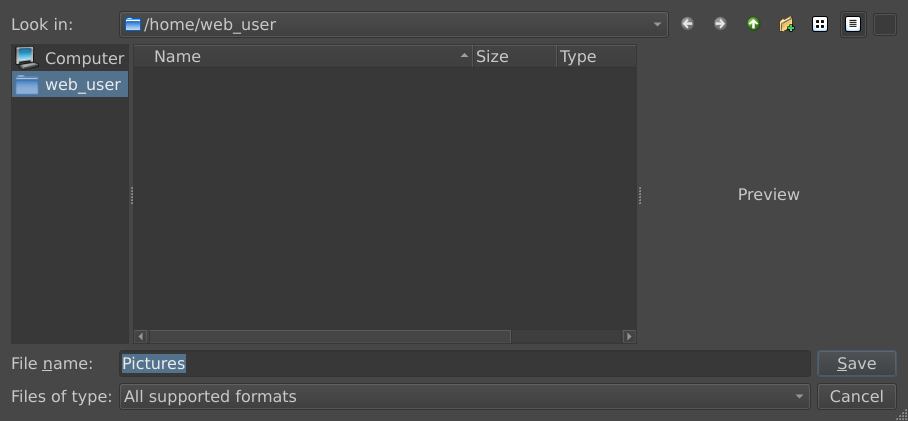 Look in: /home/web_user
Computer
web_user
Name Size Type
Preview
File name: Pictures Save
Files of type: All supported formats Cancel